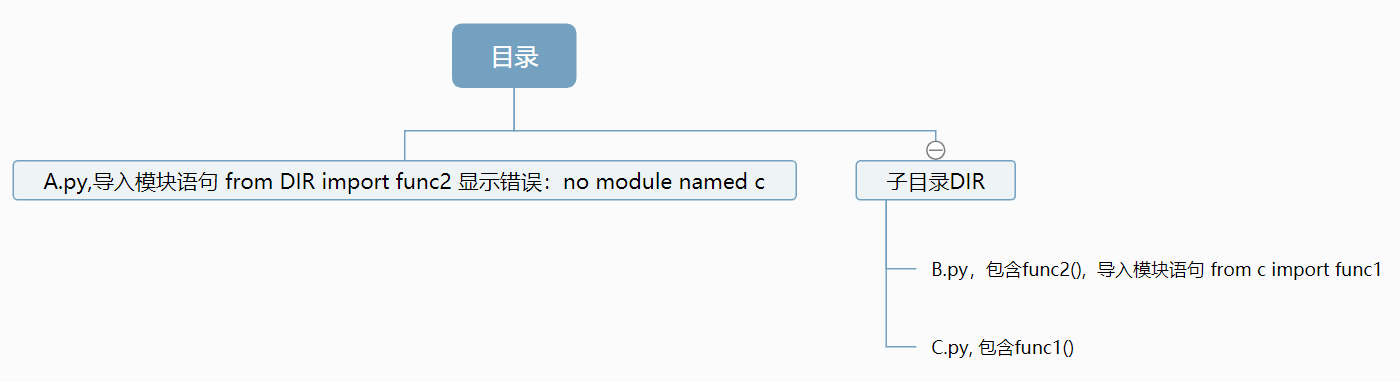 目录
A.py,导入模块语句 from DIR import func2 显示错误：no module named c
子目录DIR
B.py，包含func2()，导入模块语句 from c import func1
C.py, 包含func1()